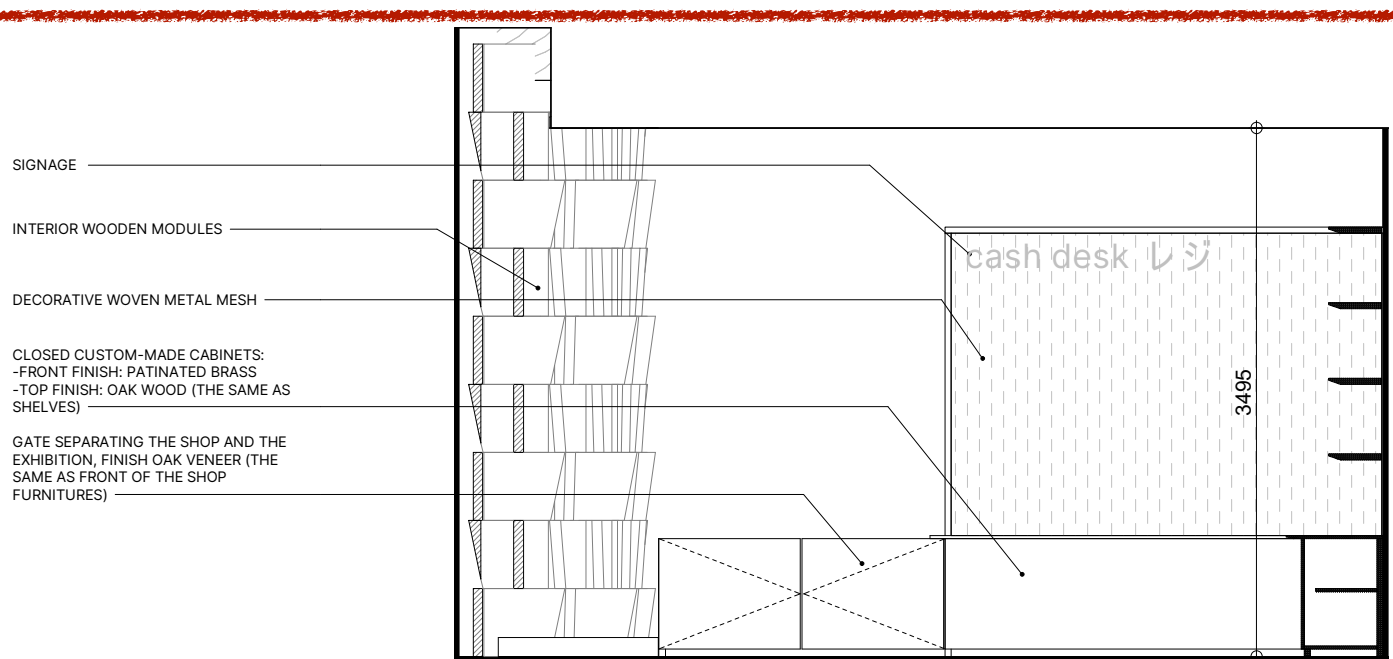 SIGNAGE
INTERIOR WOODEN MODULES
DECORATIVE WOVEN METAL MESH
CLOSED CUSTOM-MADE CABINETS:
-FRONT FINISH: PATINATED BRASS
-TOP FINISH: OAK WOOD (THE SAME AS
SHELVES)
GATE SEPARATING THE SHOP AND THE
EXHIBITION, FINISH OAK VENEER (THE
SAME AS FRONT OF THE SHOP
FURNITURES)
cash desk レジ
3495